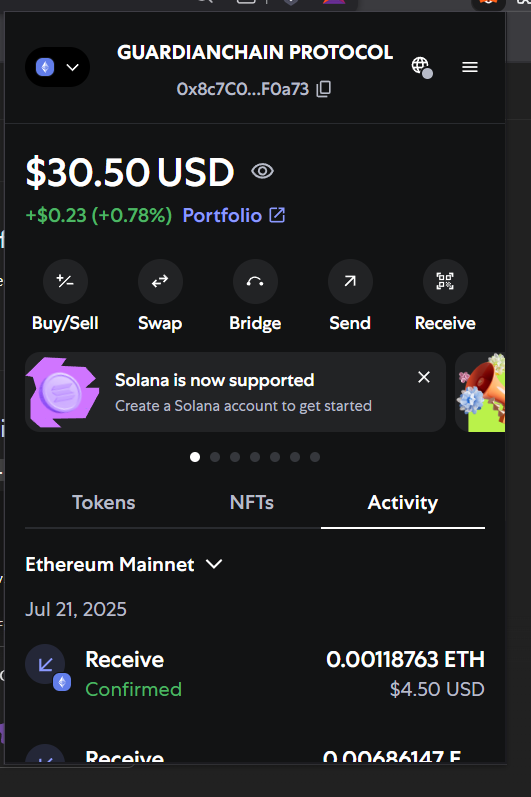 GUARDIANCHAIN PROTOCOL
0x8c7C0...F0a73
$30.50 USD
+$0.23 (+0.78%) Portfolio
Buy/Sell Swap Bridge Send Receive
Solana is now supported
Create a Solana account to get started
Tokens NFTs Activity
Ethereum Mainnet
Jul 21, 2025
Receive 0.00118763 ETH
Confirmed $4.50 USD
Receive 0.00686147 E